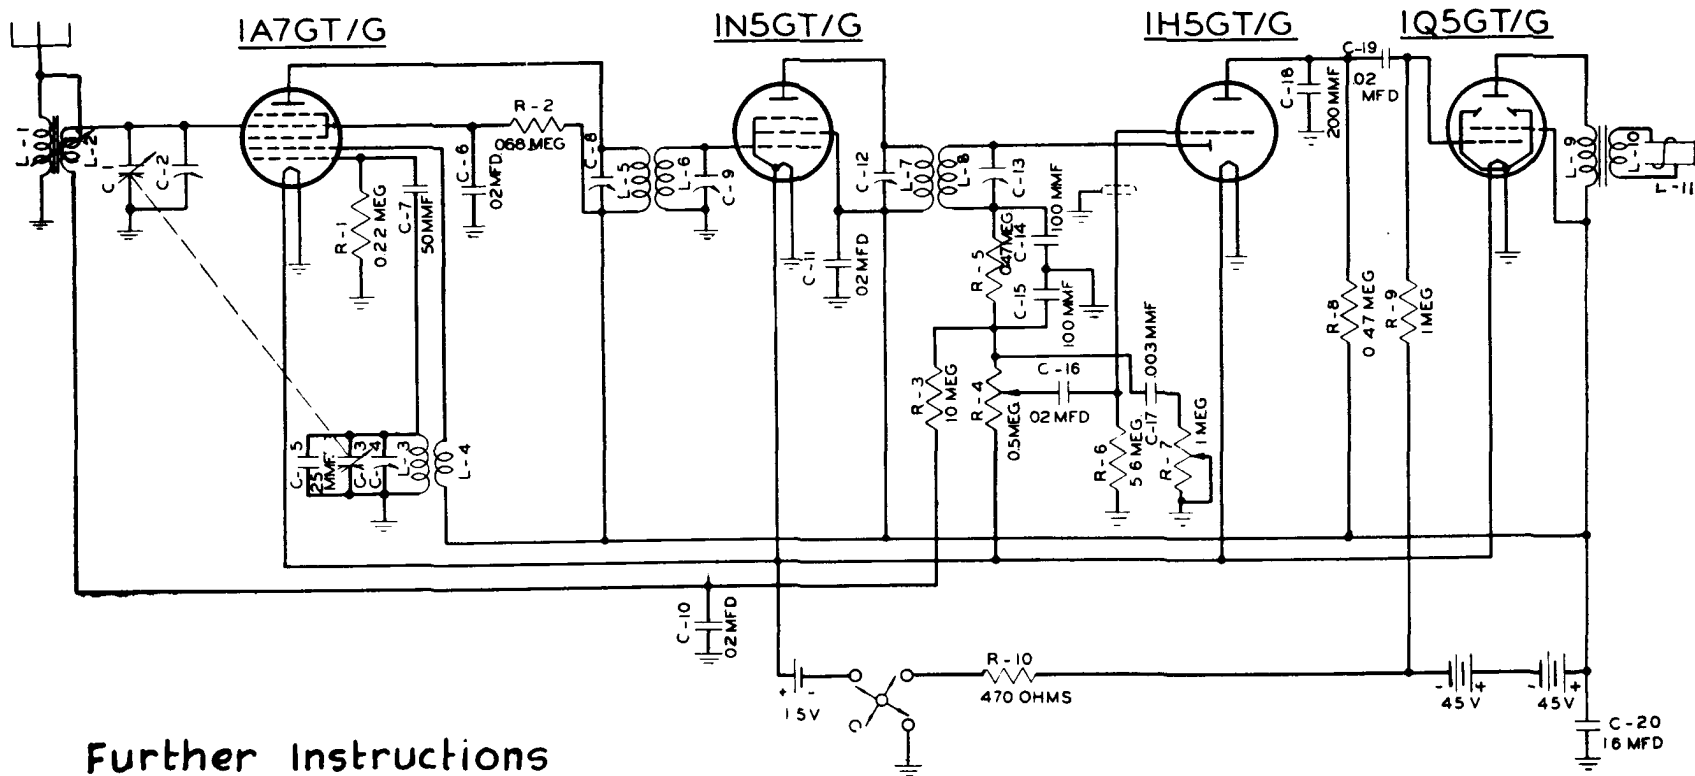 1A7GT/G
1N5GT/G
1H5GT/G
1Q5GT/G
L-1
L-2
C-1
C-2
R-1
0.22 MEG
C-7
50 MMF
C-6
.02 MFD
R-2
.068 MEG
C-8
L-5
L-6
C-9
C-11
.02 MFD
C-12
L-7
L-8
C-13
R-5
.047 MEG
C-14
100 MMF
C-15
100 MMF
C-18
200 MMF
C-19
.02
MFD
R-8
0.47 MEG
R-9
1 MEG
L-9
L-10
L-11
C-5
25
MMF
C-3
C-4
L-3
L-4
R-3
10 MEG
R-4
0.5 MEG
C-16
.02 MFD
R-6
5.6 MEG
C-17
.003 MMF
R-7
1 MEG
C-10
.02 MFD
+ -
1.5 V
R-10
470 OHMS
- +
45 V
- +
45 V
C-20
16 MFD
Further Instructions